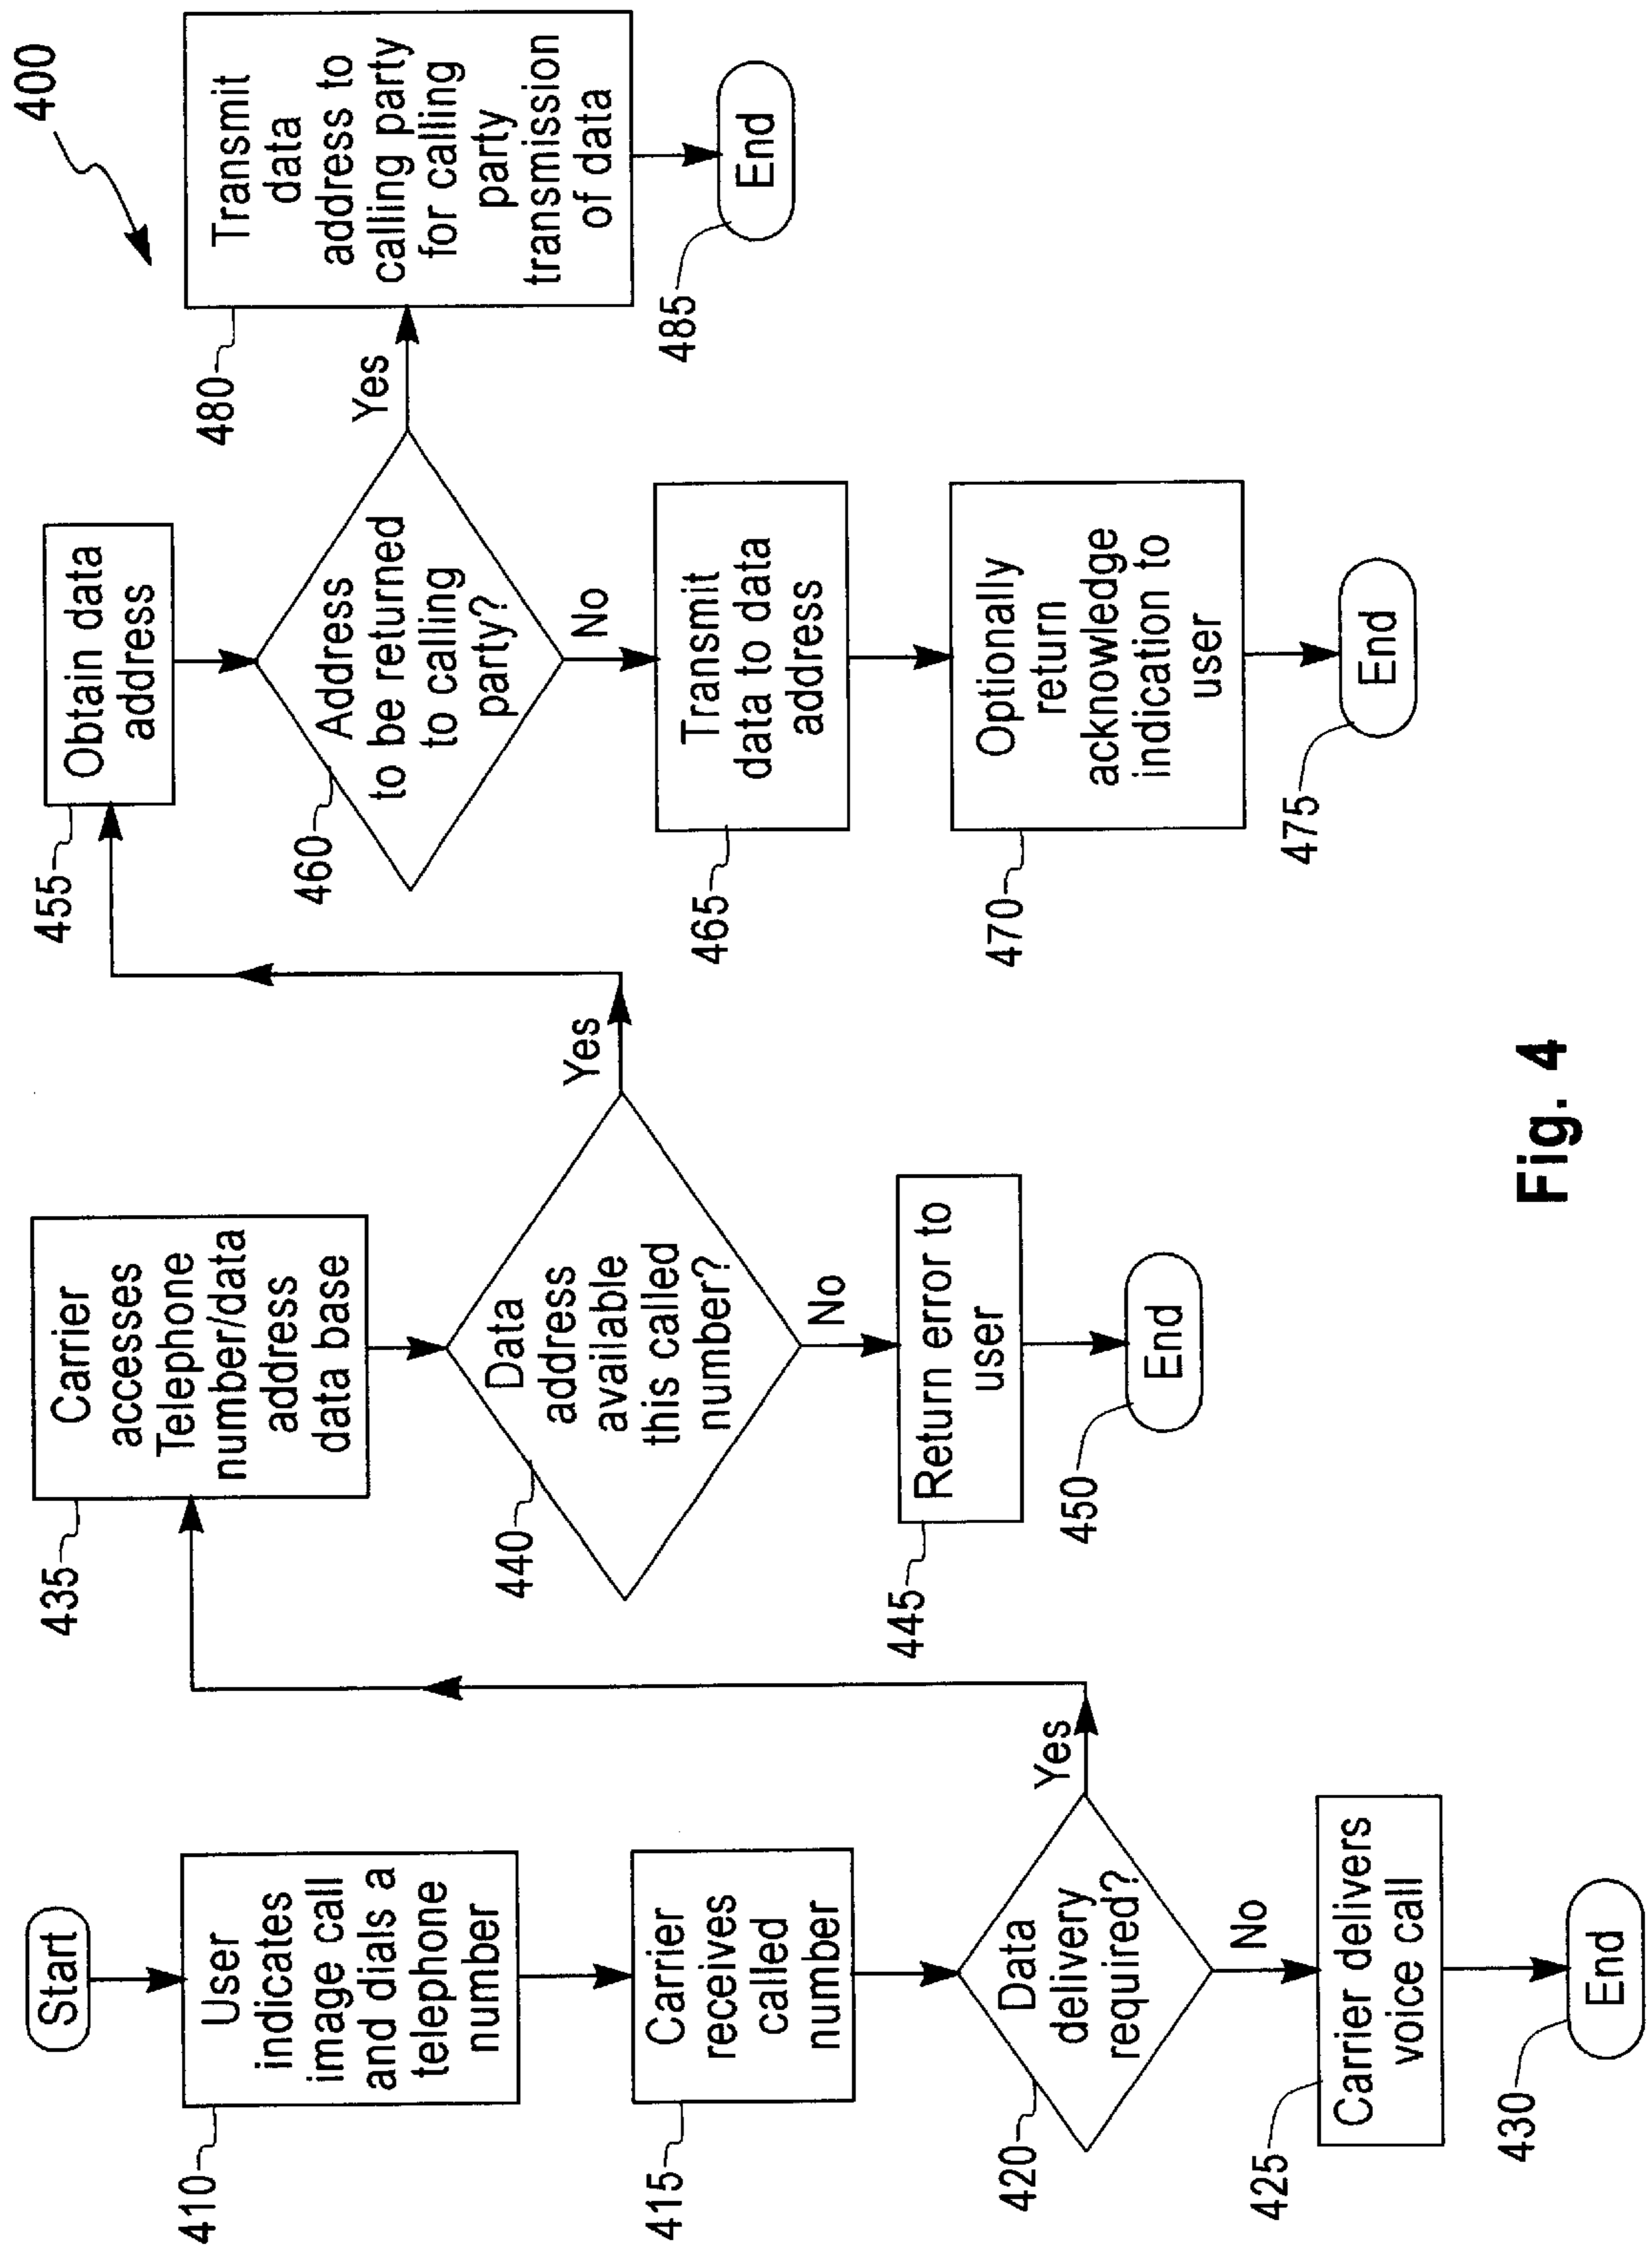 400
Start
410
User
indicates
image call
and dials a
telephone
number
415
Carrier
receives
called
number
420
Data
delivery
required?
Yes
No
425
Carrier delivers
voice call
430
End
435
Carrier
accesses
Telephone
number/data
address
data base
440
Data
address
available
this called
number?
Yes
No
445
Return error to
user
450
End
455
Obtain data
address
460
Address
to be returned
to calling
party?
Yes
No
465
Transmit
data to data
address
470
Optionally
return
acknowledge
indication to
user
475
End
480
Transmit
data
address to
calling party
for calling
party
transmission
of data
485
End
Fig. 4